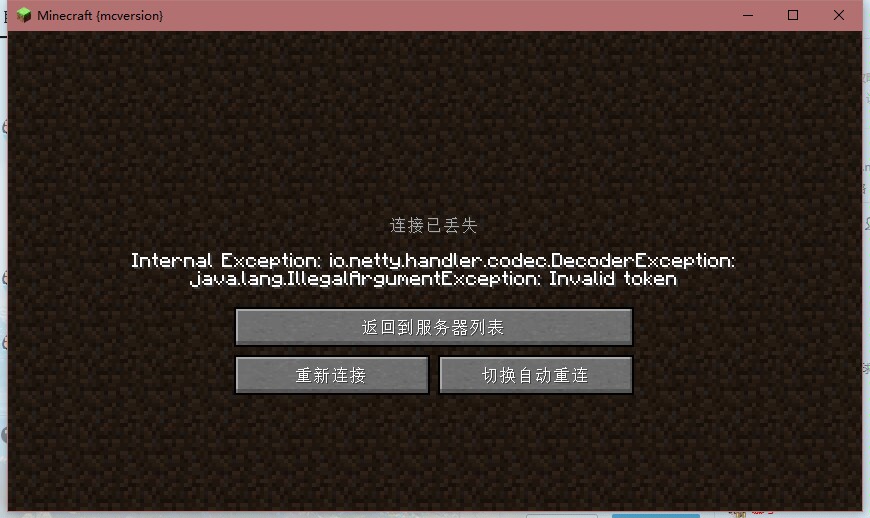 Minecraft {mcversion}
连接已丢失
Internal Exception: io.netty.handler.codec.DecoderException:
java.lang.IllegalArgumentException: Invalid token
返回到服务器列表
重新连接
切换自动重连